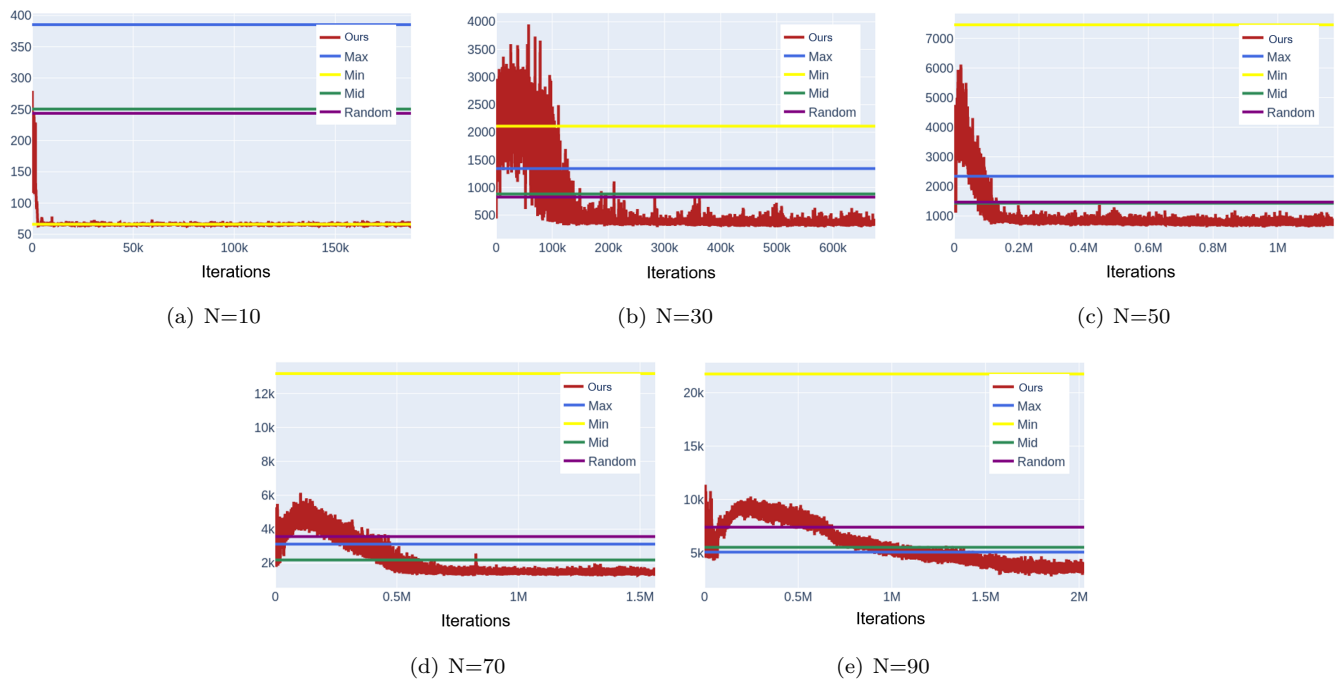 400
350
300
250
200
150
100
50
0
50k
100k
150k
Ours
Max
Min
Mid
Random
Iterations
(a) N=10
4000
3500
3000
2500
2000
1500
1000
500
0
100k
200k
300k
400k
500k
600k
Ours
Max
Min
Mid
Random
Iterations
(b) N=30
7000
6000
5000
4000
3000
2000
1000
0
0.2M
0.4M
0.6M
0.8M
1M
Ours
Max
Min
Mid
Random
Iterations
(c) N=50
12k
10k
8k
6k
4k
2k
0
0.5M
1M
1.5M
Ours
Max
Min
Mid
Random
Iterations
(d) N=70
20k
15k
10k
5k
0
0.5M
1M
1.5M
2M
Ours
Max
Min
Mid
Random
Iterations
(e) N=90